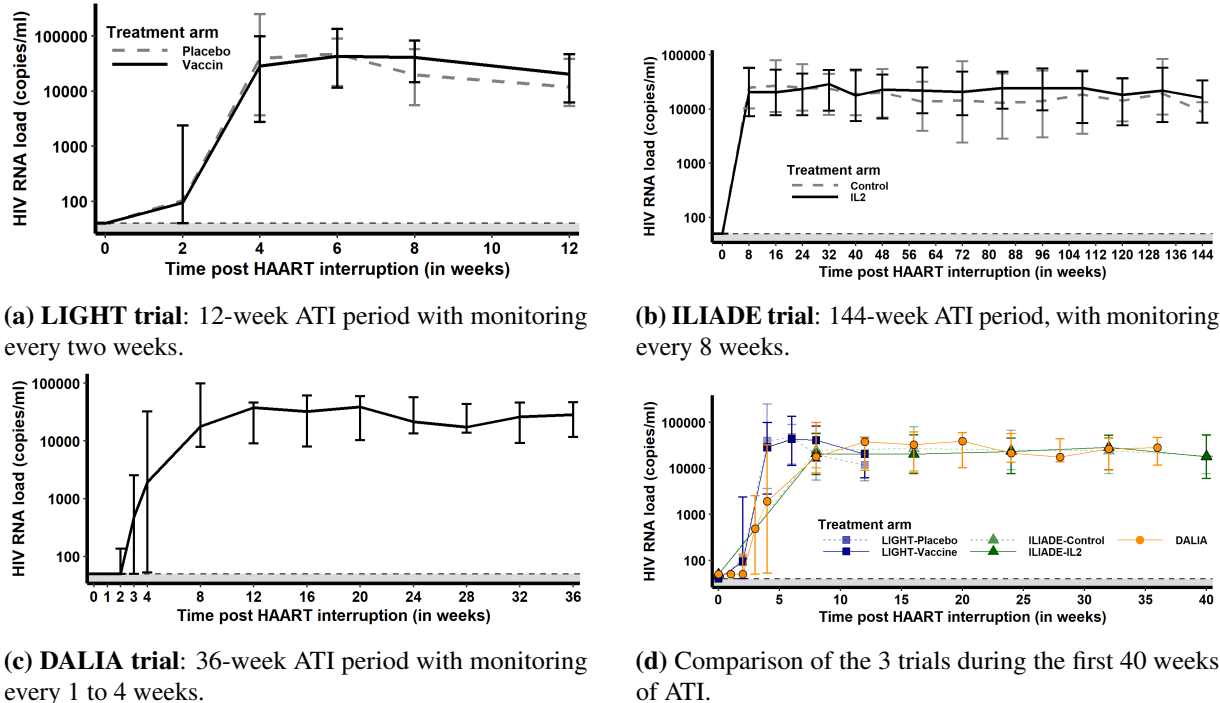 HIV RNA load (copies/ml)
100000
10000
1000
100
Treatment arm
Placebo
Vaccin
0 2 4 6 8 10 12
Time post HAART interruption (in weeks)
(a) LIGHT trial: 12-week ATI period with monitoring
every two weeks.
HIV RNA load (copies/ml)
100000
10000
1000
100
Treatment arm
Control
IL2
0 8 16 24 32 40 48 56 64 72 80 88 96 104 112 120 128 136 144
Time post HAART interruption (in weeks)
(b) ILIADE trial: 144-week ATI period, with monitoring
every 8 weeks.
HIV RNA load (copies/ml)
100000
10000
1000
100
0 1 2 3 4 8 12 16 20 24 28 32 36
Time post HAART interruption (in weeks)
(c) DALIA trial: 36-week ATI period with monitoring
every 1 to 4 weeks.
HIV RNA load (copies/ml)
100000
10000
1000
100
Treatment arm
LIGHT-Placebo ILIADE-Control DALIA
LIGHT-Vaccine ILIADE-IL2
0 5 10 15 20 25 30 35 40
Time post HAART interruption (in weeks)
(d) Comparison of the 3 trials during the first 40 weeks
of ATI.